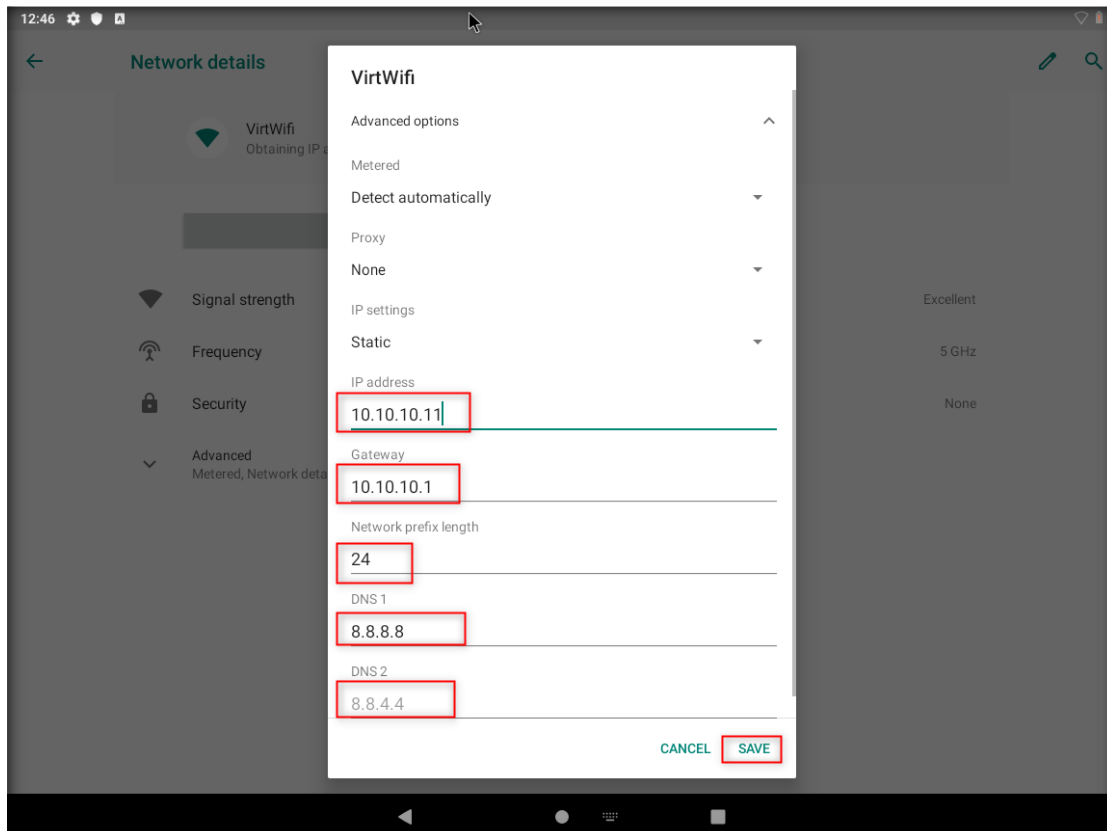 12:46
Network details
VirtWifi
Obtaining IP a
Signal strength
Excellent
Frequency
5 GHz
Security
None
Advanced
Metered, Network deta
VirtWifi
Advanced options
Metered
Detect automatically
Proxy
None
IP settings
Static
IP address
10.10.10.11
Gateway
10.10.10.1
Network prefix length
24
DNS 1
8.8.8.8
DNS 2
8.8.4.4
CANCEL SAVE